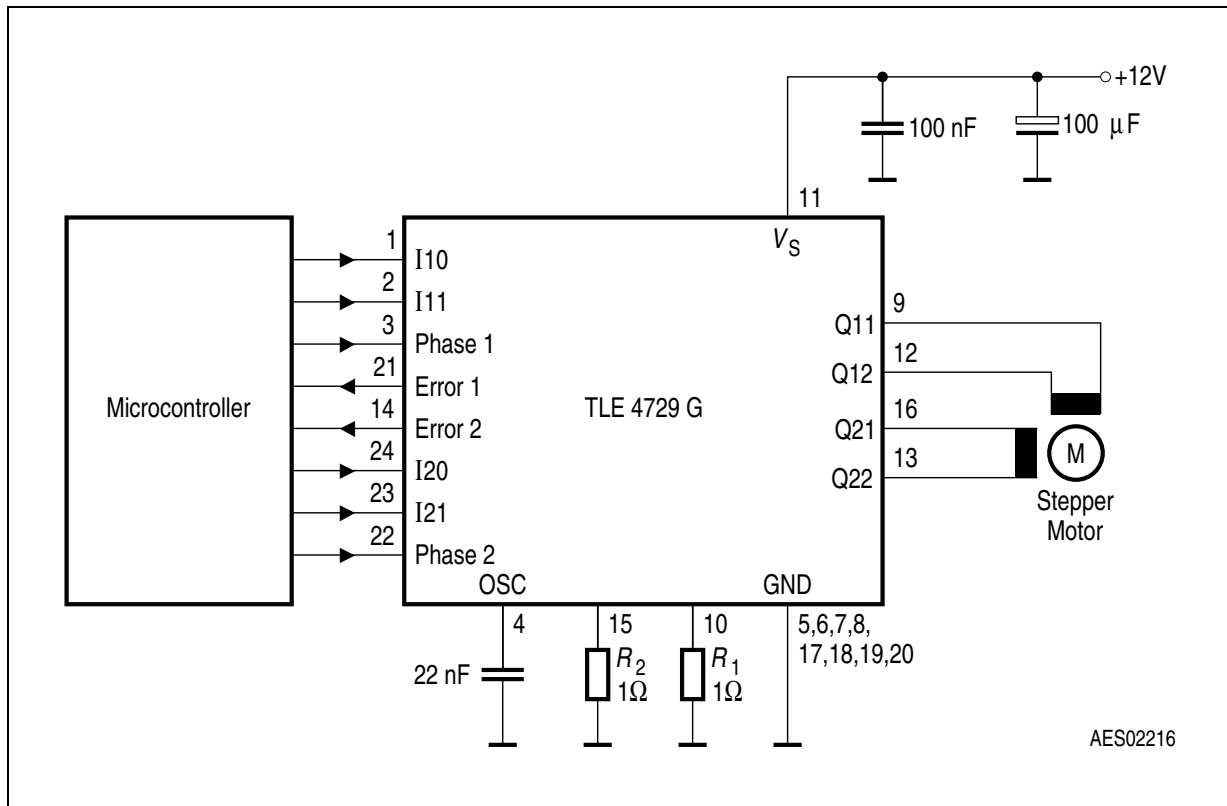 +12V
100 nF
100 µF
11
V_S
1
I10
2
I11
3
Phase 1
21
Error 1
14
Error 2
24
I20
23
I21
22
Phase 2
Microcontroller
TLE 4729 G
9
Q11
12
Q12
16
Q21
13
Q22
M
Stepper
Motor
OSC
GND
4
15
10
5,6,7,8,
17,18,19,20
22 nF
R_2
1Ω
R_1
1Ω
AES02216